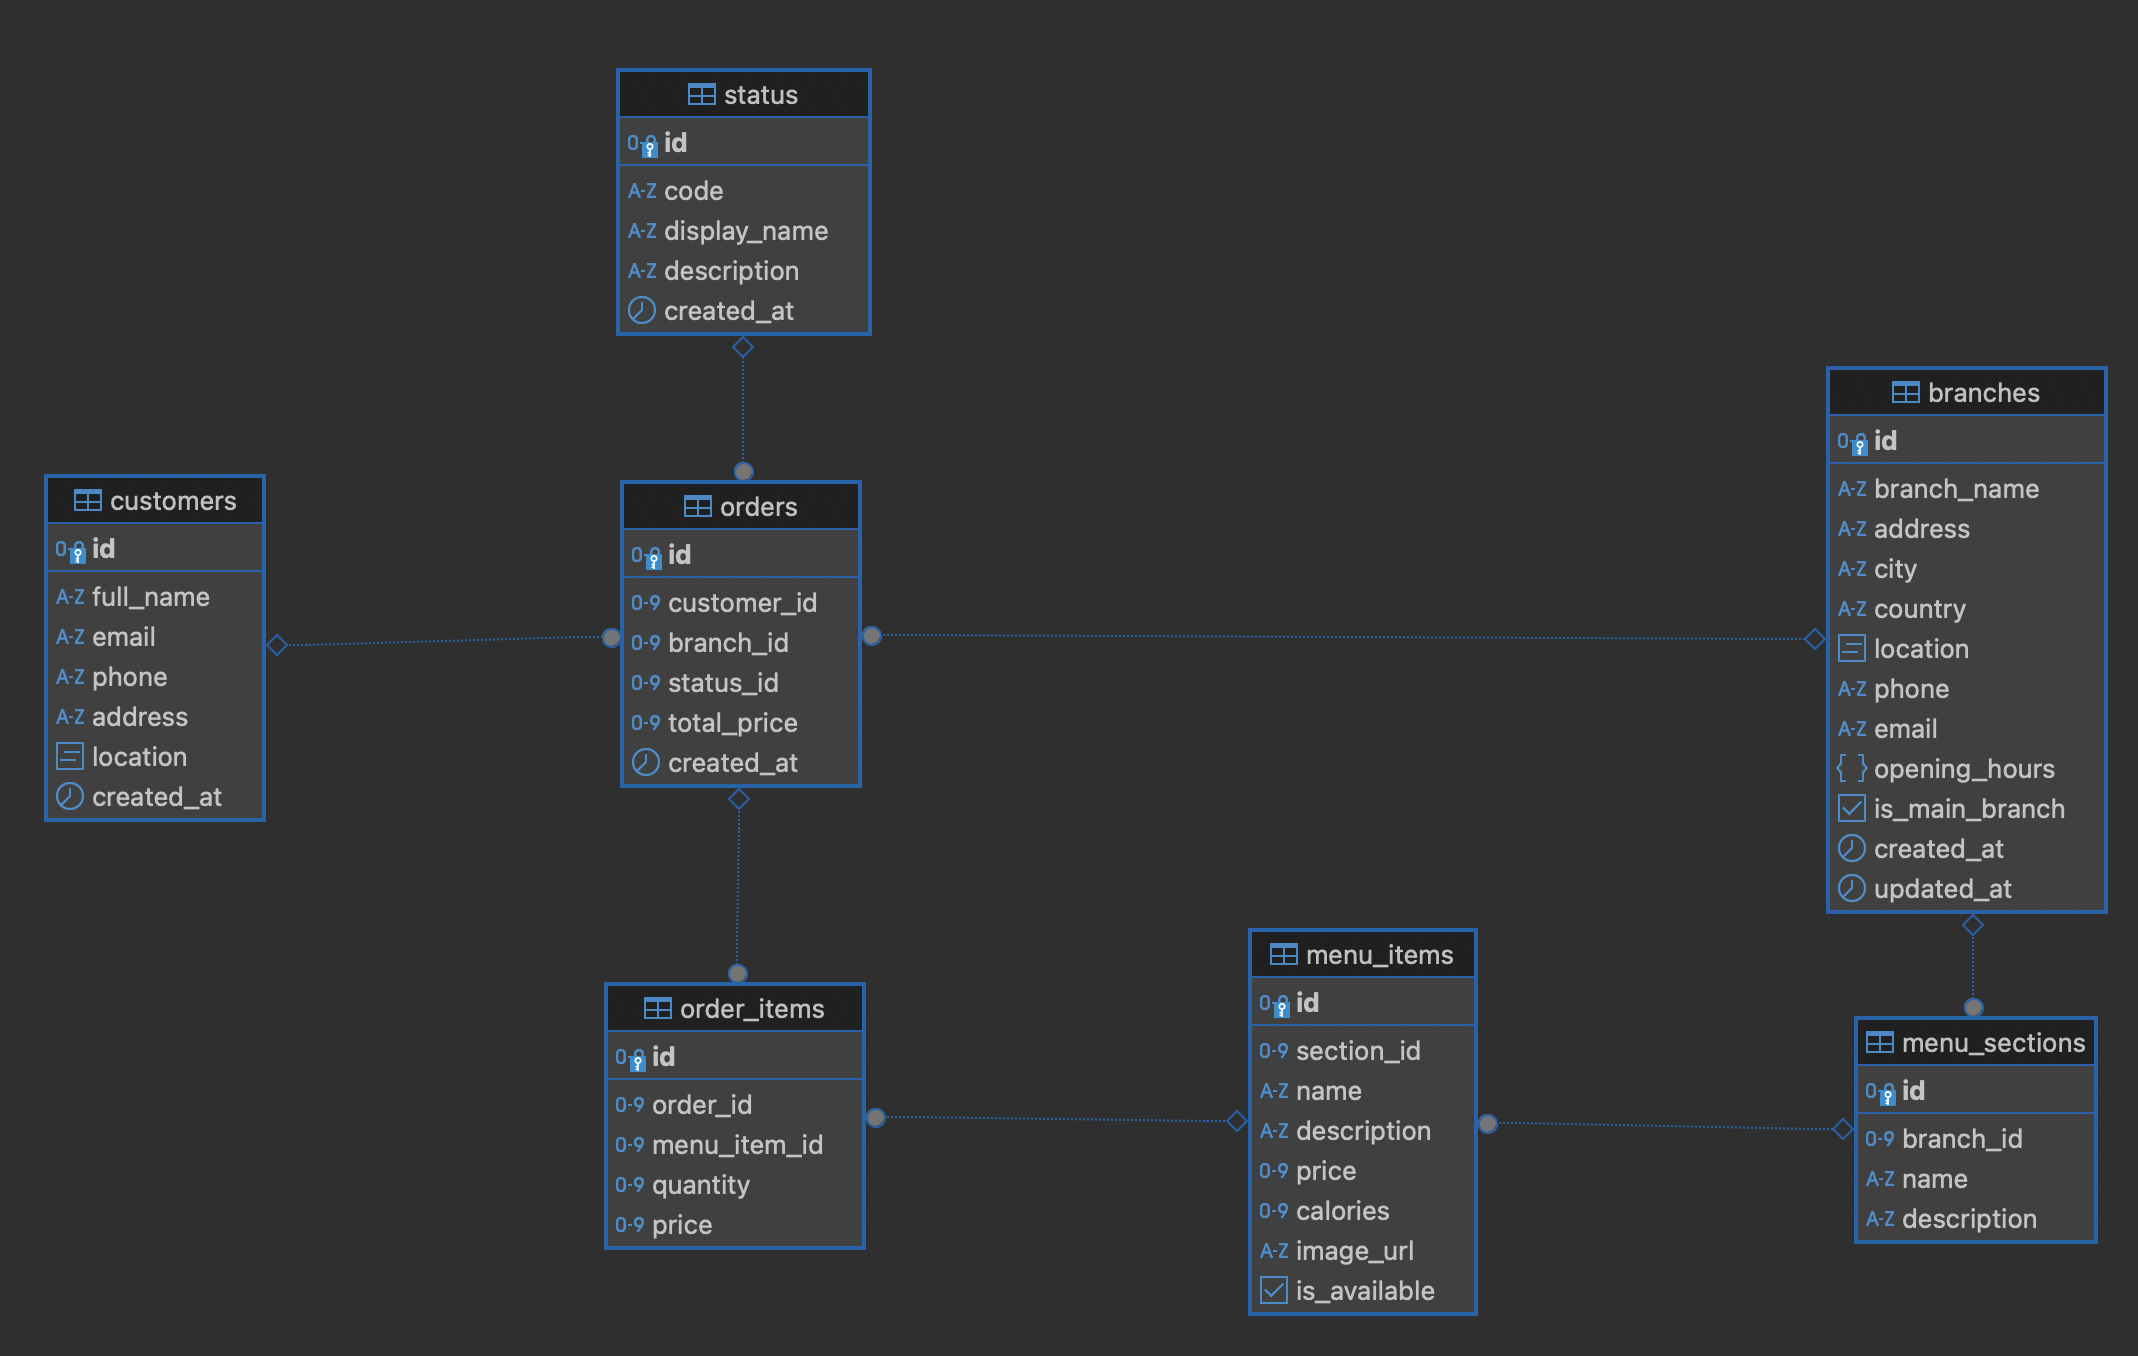 status
0-9 id
A-Z code
A-Z display_name
A-Z description
created_at
customers
0-9 id
A-Z full_name
A-Z email
A-Z phone
A-Z address
location
created_at
orders
0-9 id
0-9 customer_id
0-9 branch_id
0-9 status_id
0-9 total_price
created_at
branches
0-9 id
A-Z branch_name
A-Z address
A-Z city
A-Z country
location
A-Z phone
A-Z email
{ } opening_hours
is_main_branch
created_at
updated_at
order_items
0-9 id
0-9 order_id
0-9 menu_item_id
0-9 quantity
0-9 price
menu_items
0-9 id
0-9 section_id
A-Z name
A-Z description
0-9 price
0-9 calories
A-Z image_url
is_available
menu_sections
0-9 id
0-9 branch_id
A-Z name
A-Z description